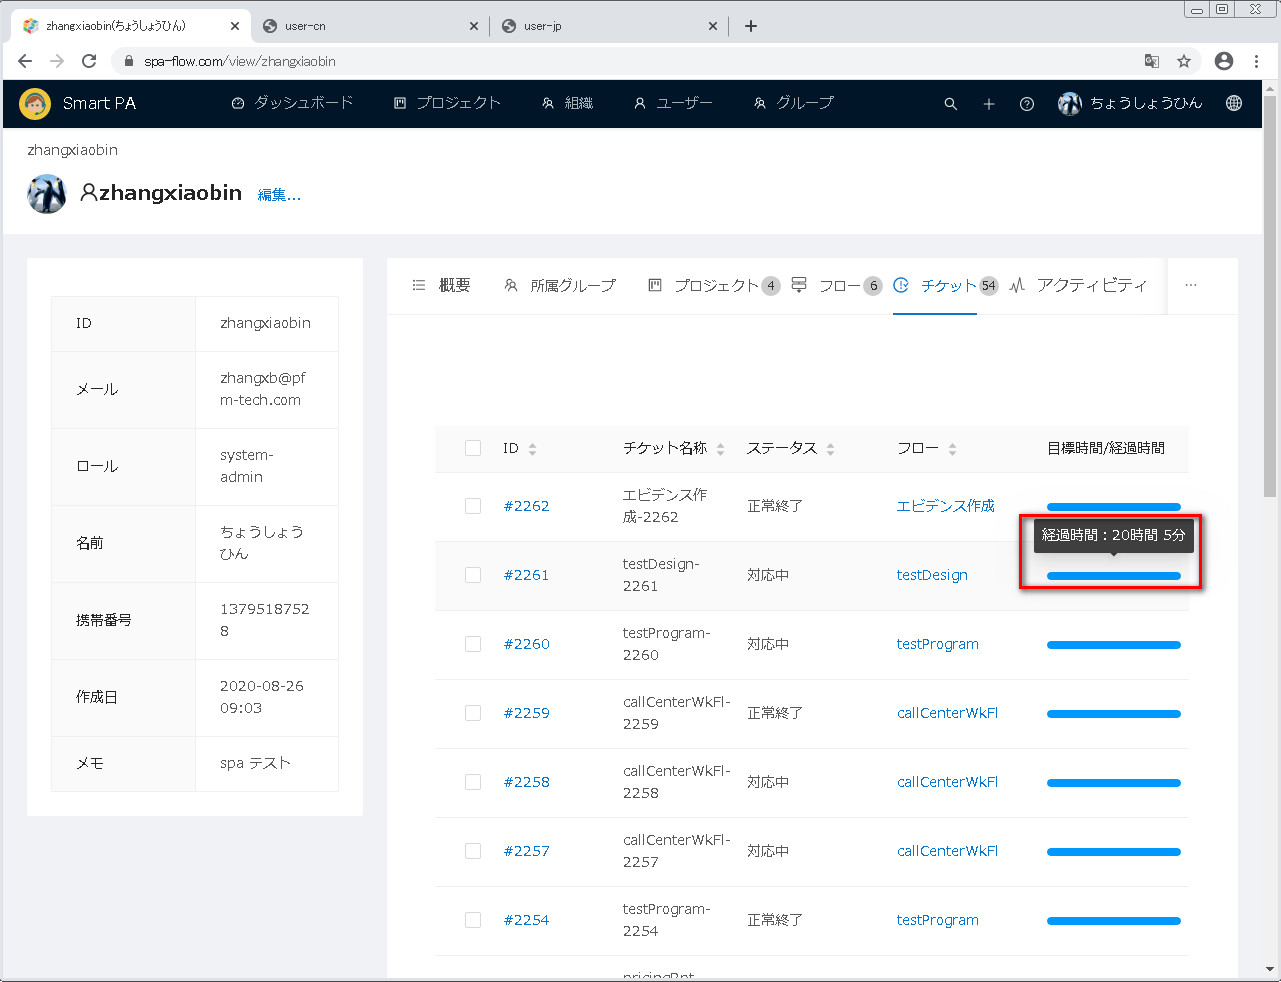 zhangxiaobin(ちょうしょうひん)
user-cn
user-jp
spa-flow.com/view/zhangxiaobin
Smart PA
ダッシュボード
プロジェクト
組織
ユーザー
グループ
ちょうしょうひん
zhangxiaobin
zhangxiaobin 編集...
概要
所属グループ
プロジェクト 4
フロー 6
チケット 54
アクティビティ
...
ID zhangxiaobin
メール zhangxb@pf
m-tech.com
ロール system-
admin
名前 ちょうしょう
ひん
携帯番号 1379518752
8
作成日 2020-08-26
09:03
メモ spa テスト
ID チケット名称 ステータス フロー 目標時間/経過時間
#2262 エビデンス作
成-2262 正常終了 エビデンス作成
経過時間：20時間 5分
#2261 testDesign-
2261 対応中 testDesign
#2260 testProgram-
2260 対応中 testProgram
#2259 callCenterWkFl-
2259 正常終了 callCenterWkFl
#2258 callCenterWkFl-
2258 対応中 callCenterWkFl
#2257 callCenterWkFl-
2257 対応中 callCenterWkFl
#2254 testProgram-
2254 正常終了 testProgram